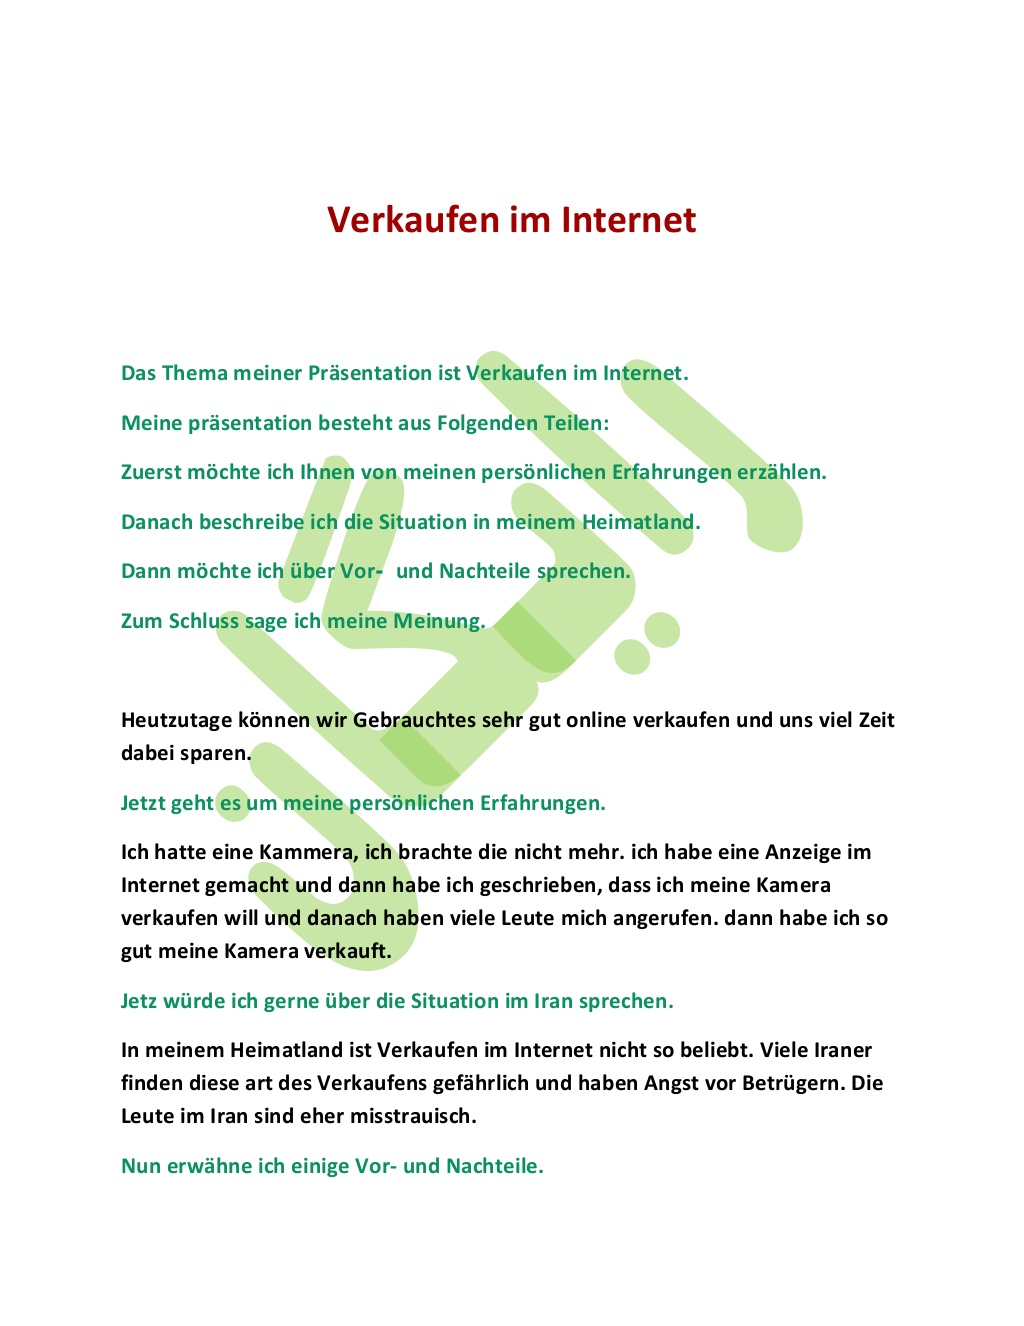 Verkaufen im Internet
Das Thema meiner Präsentation ist Verkaufen im Internet.
Meine präsentation besteht aus Folgenden Teilen:
Zuerst möchte ich Ihnen von meinen persönlichen Erfahrungen erzählen.
Danach beschreibe ich die Situation in meinem Heimatland.
Dann möchte ich über Vor- und Nachteile sprechen.
Zum Schluss sage ich meine Meinung.
Heutzutage können wir Gebrauchtes sehr gut online verkaufen und uns viel Zeit
dabei sparen.
Jetzt geht es um meine persönlichen Erfahrungen.
Ich hatte eine Kammera, ich brachte die nicht mehr. ich habe eine Anzeige im
Internet gemacht und dann habe ich geschrieben, dass ich meine Kamera
verkaufen will und danach haben viele Leute mich angerufen. dann habe ich so
gut meine Kamera verkauft.
Jetz würde ich gerne über die Situation im Iran sprechen.
In meinem Heimatland ist Verkaufen im Internet nicht so beliebt. Viele Iraner
finden diese art des Verkaufens gefährlich und haben Angst vor Betrügern. Die
Leute im Iran sind eher misstrauisch.
Nun erwähne ich einige Vor- und Nachteile.